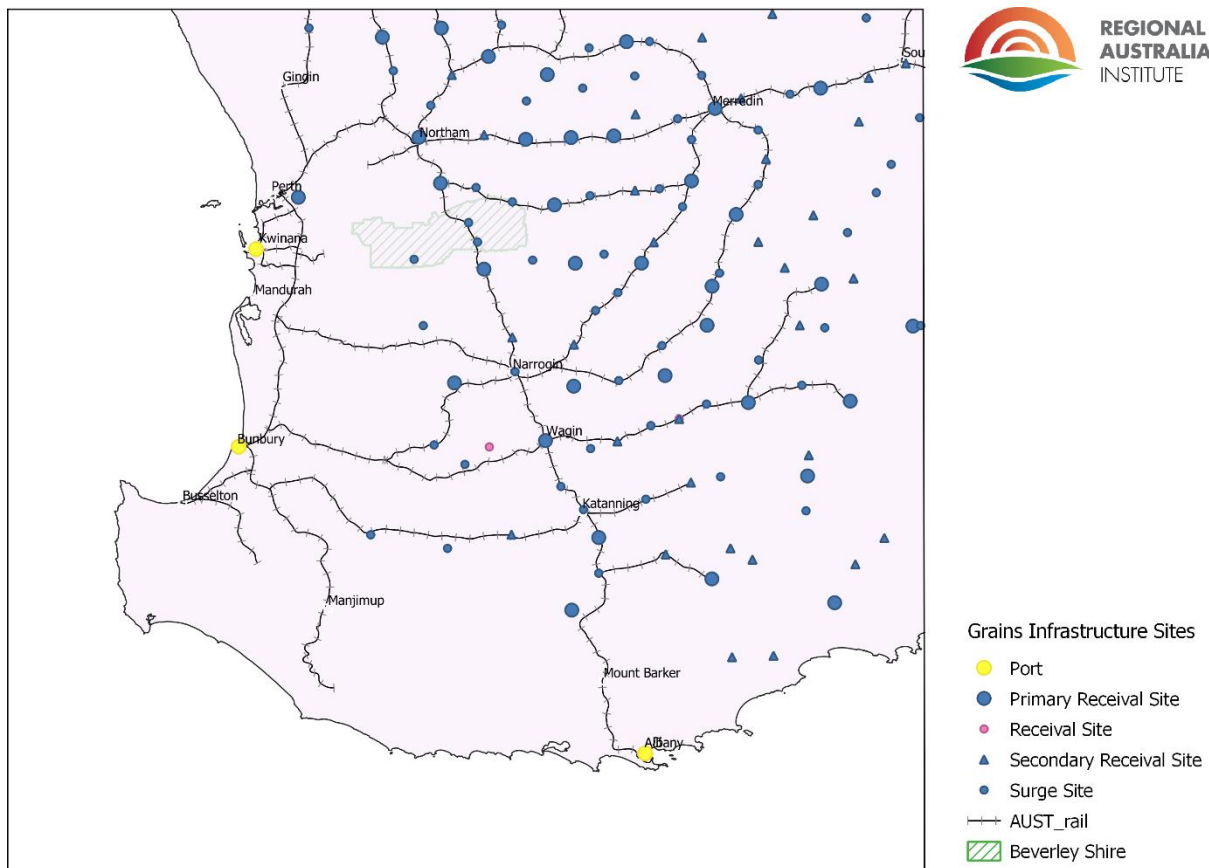 REGIONAL
AUSTRALIA
INSTITUTE
Gingin
Sou
Merredin
Northam
Perth
Kwinana
Mandurah
Narrogin
Wagin
Bunbury
Busselton
Katanning
Manjimup
Mount Barker
Albany
Grains Infrastructure Sites
Port
Primary Receival Site
Receival Site
Secondary Receival Site
Surge Site
AUST_rail
Beverley Shire